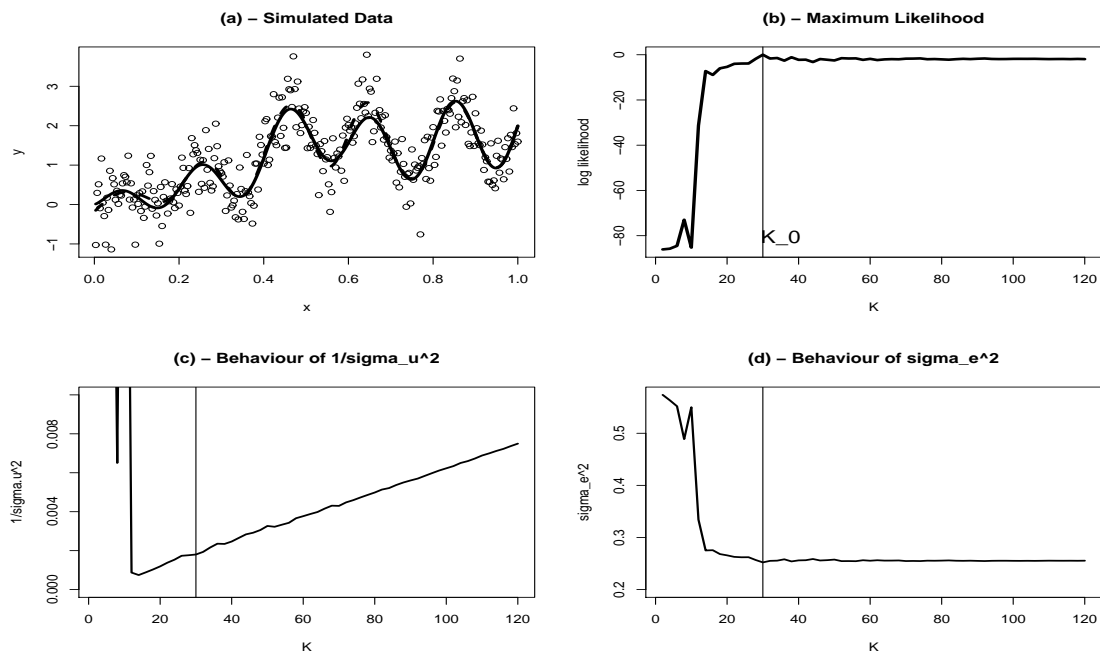 (a) – Simulated Data
y
3
2
1
0
−1
0.0 0.2 0.4 0.6 0.8 1.0
x
(b) – Maximum Likelihood
log likelihood
0
−20
−40
−60
−80
K_0
0 20 40 60 80 100 120
K
(c) – Behaviour of 1/sigma_u^2
1/sigma.u^2
0.008
0.004
0.000
0 20 40 60 80 100 120
K
(d) – Behaviour of sigma_e^2
sigma_e^2
0.5
0.4
0.3
0.2
0 20 40 60 80 100 120
K